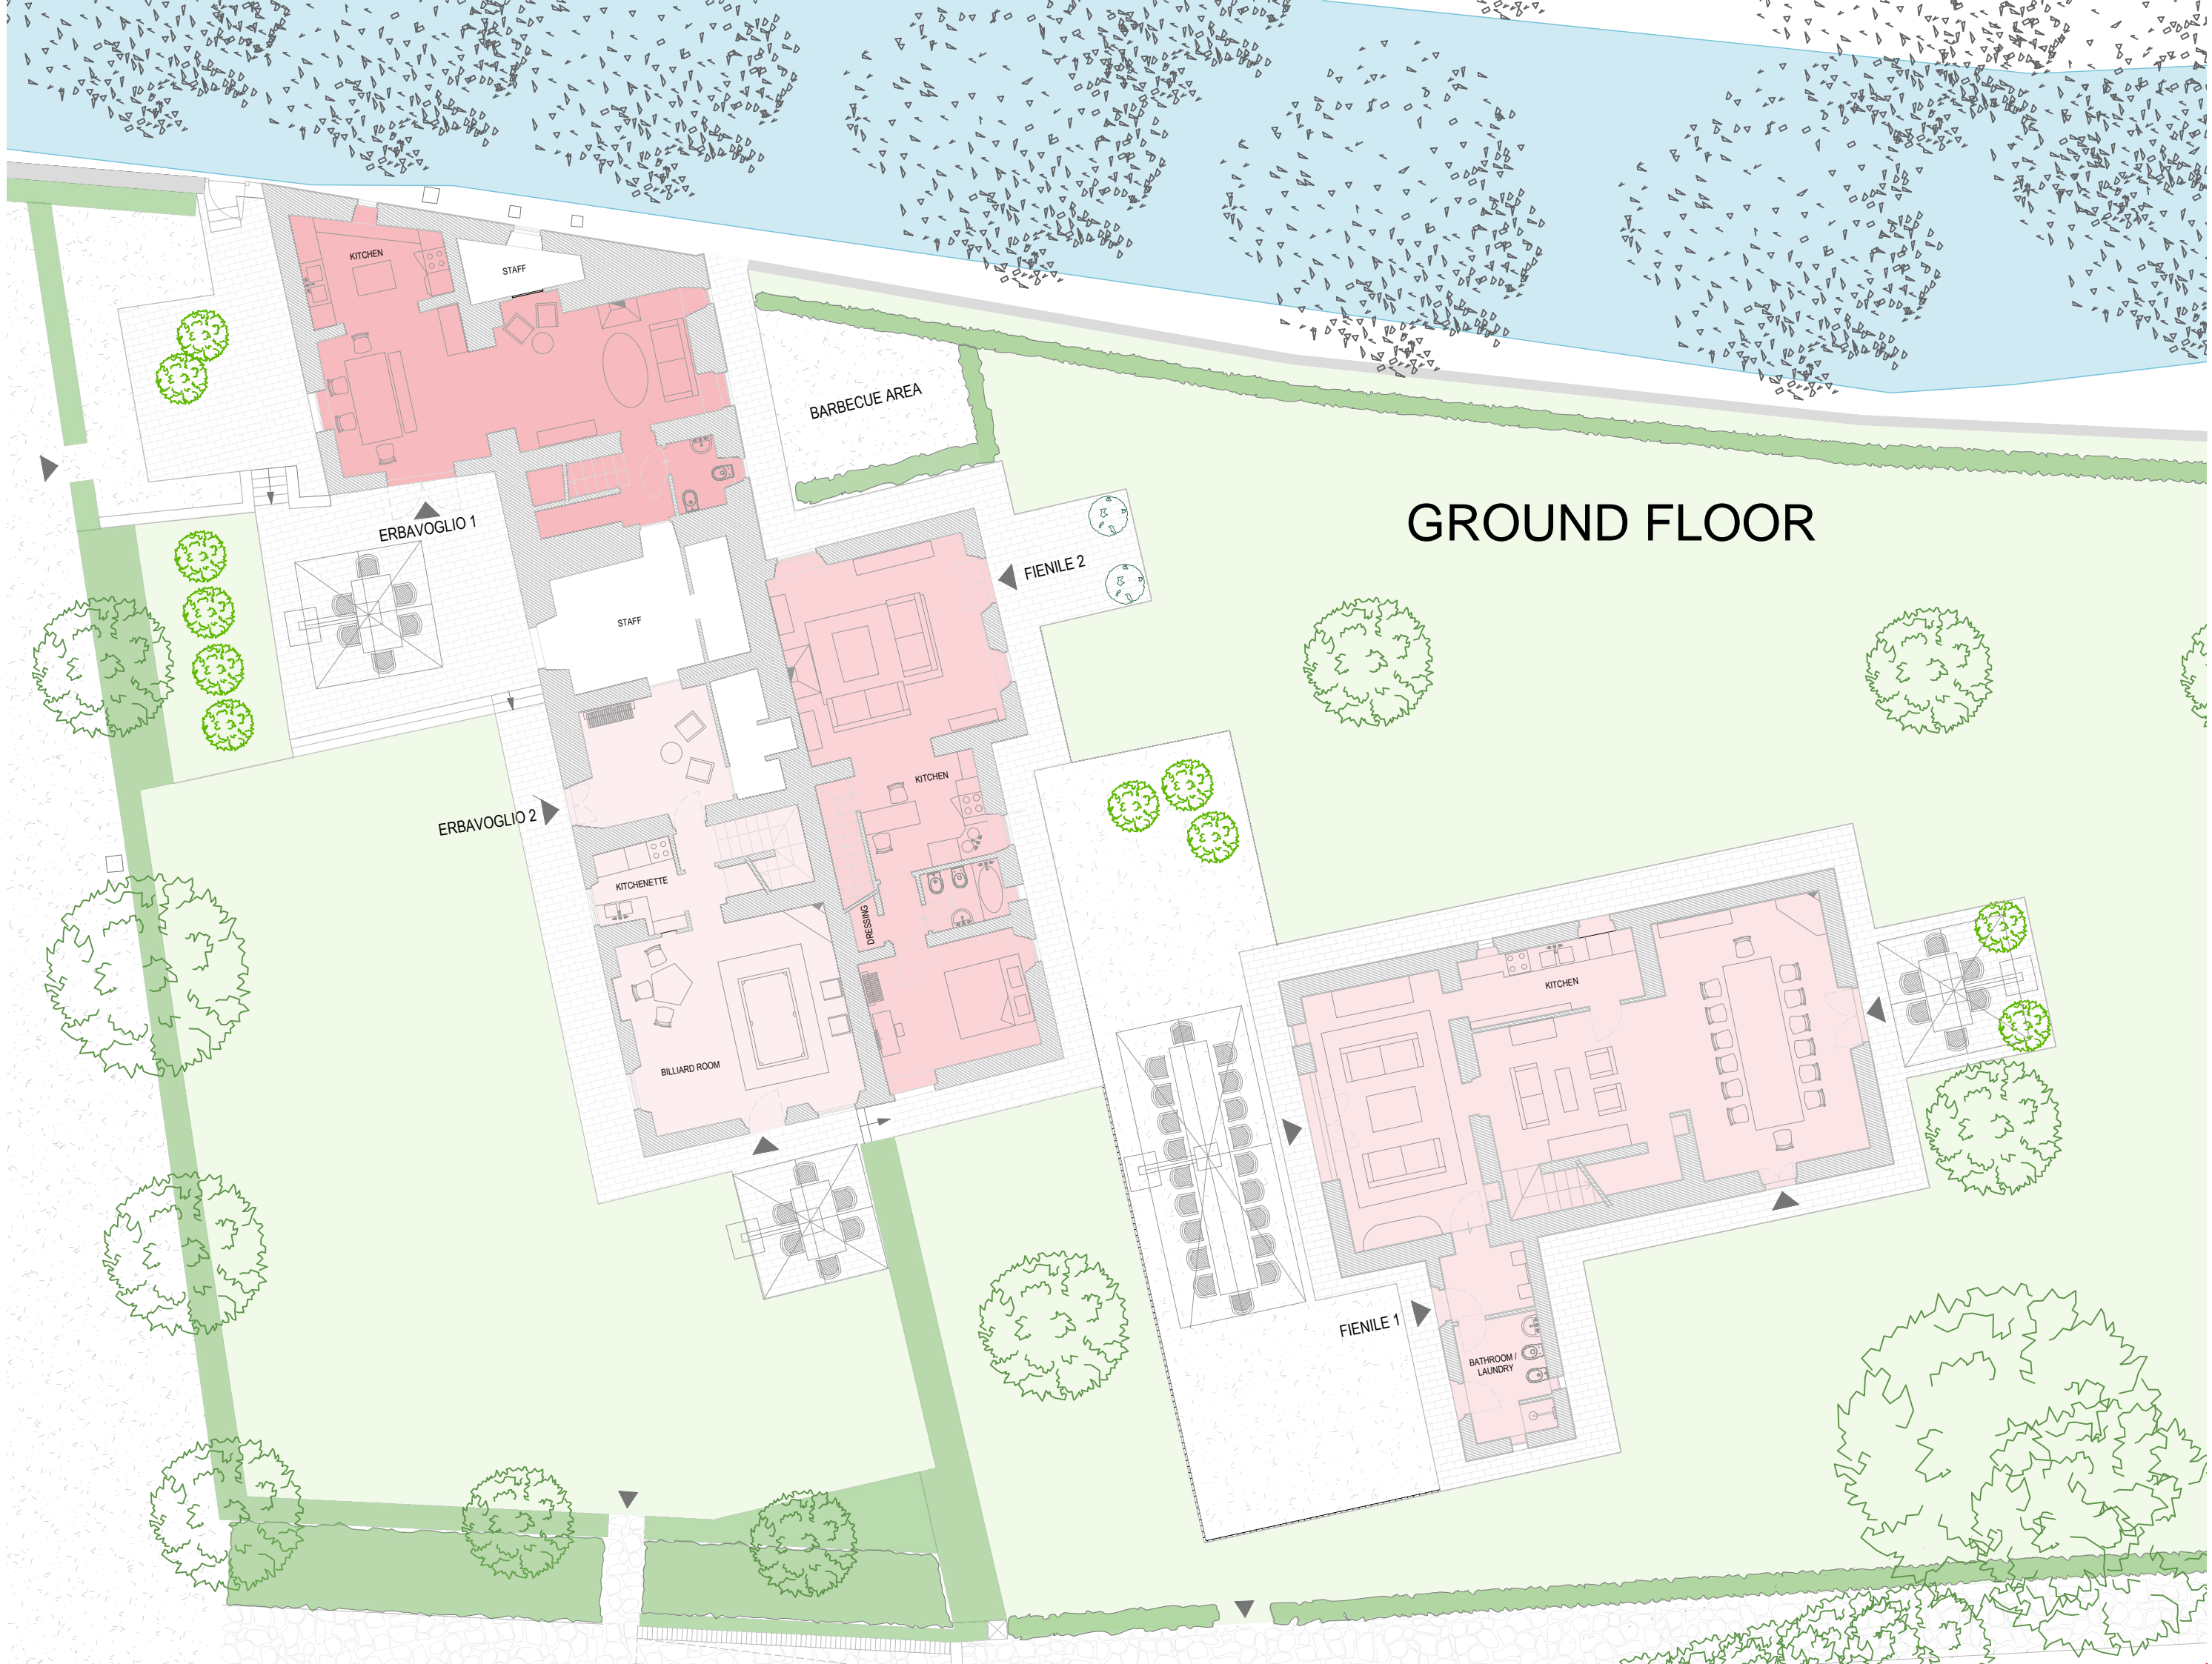 KITCHEN
STAFF
BARBECUE AREA
GROUND FLOOR
ERBAVOGLIO 1
FIENILE 2
STAFF
KITCHEN
ERBAVOGLIO 2
KITCHENETTE
DRESSING
KITCHEN
BILLIARD ROOM
FIENILE 1
BATHROOM /
LAUNDRY